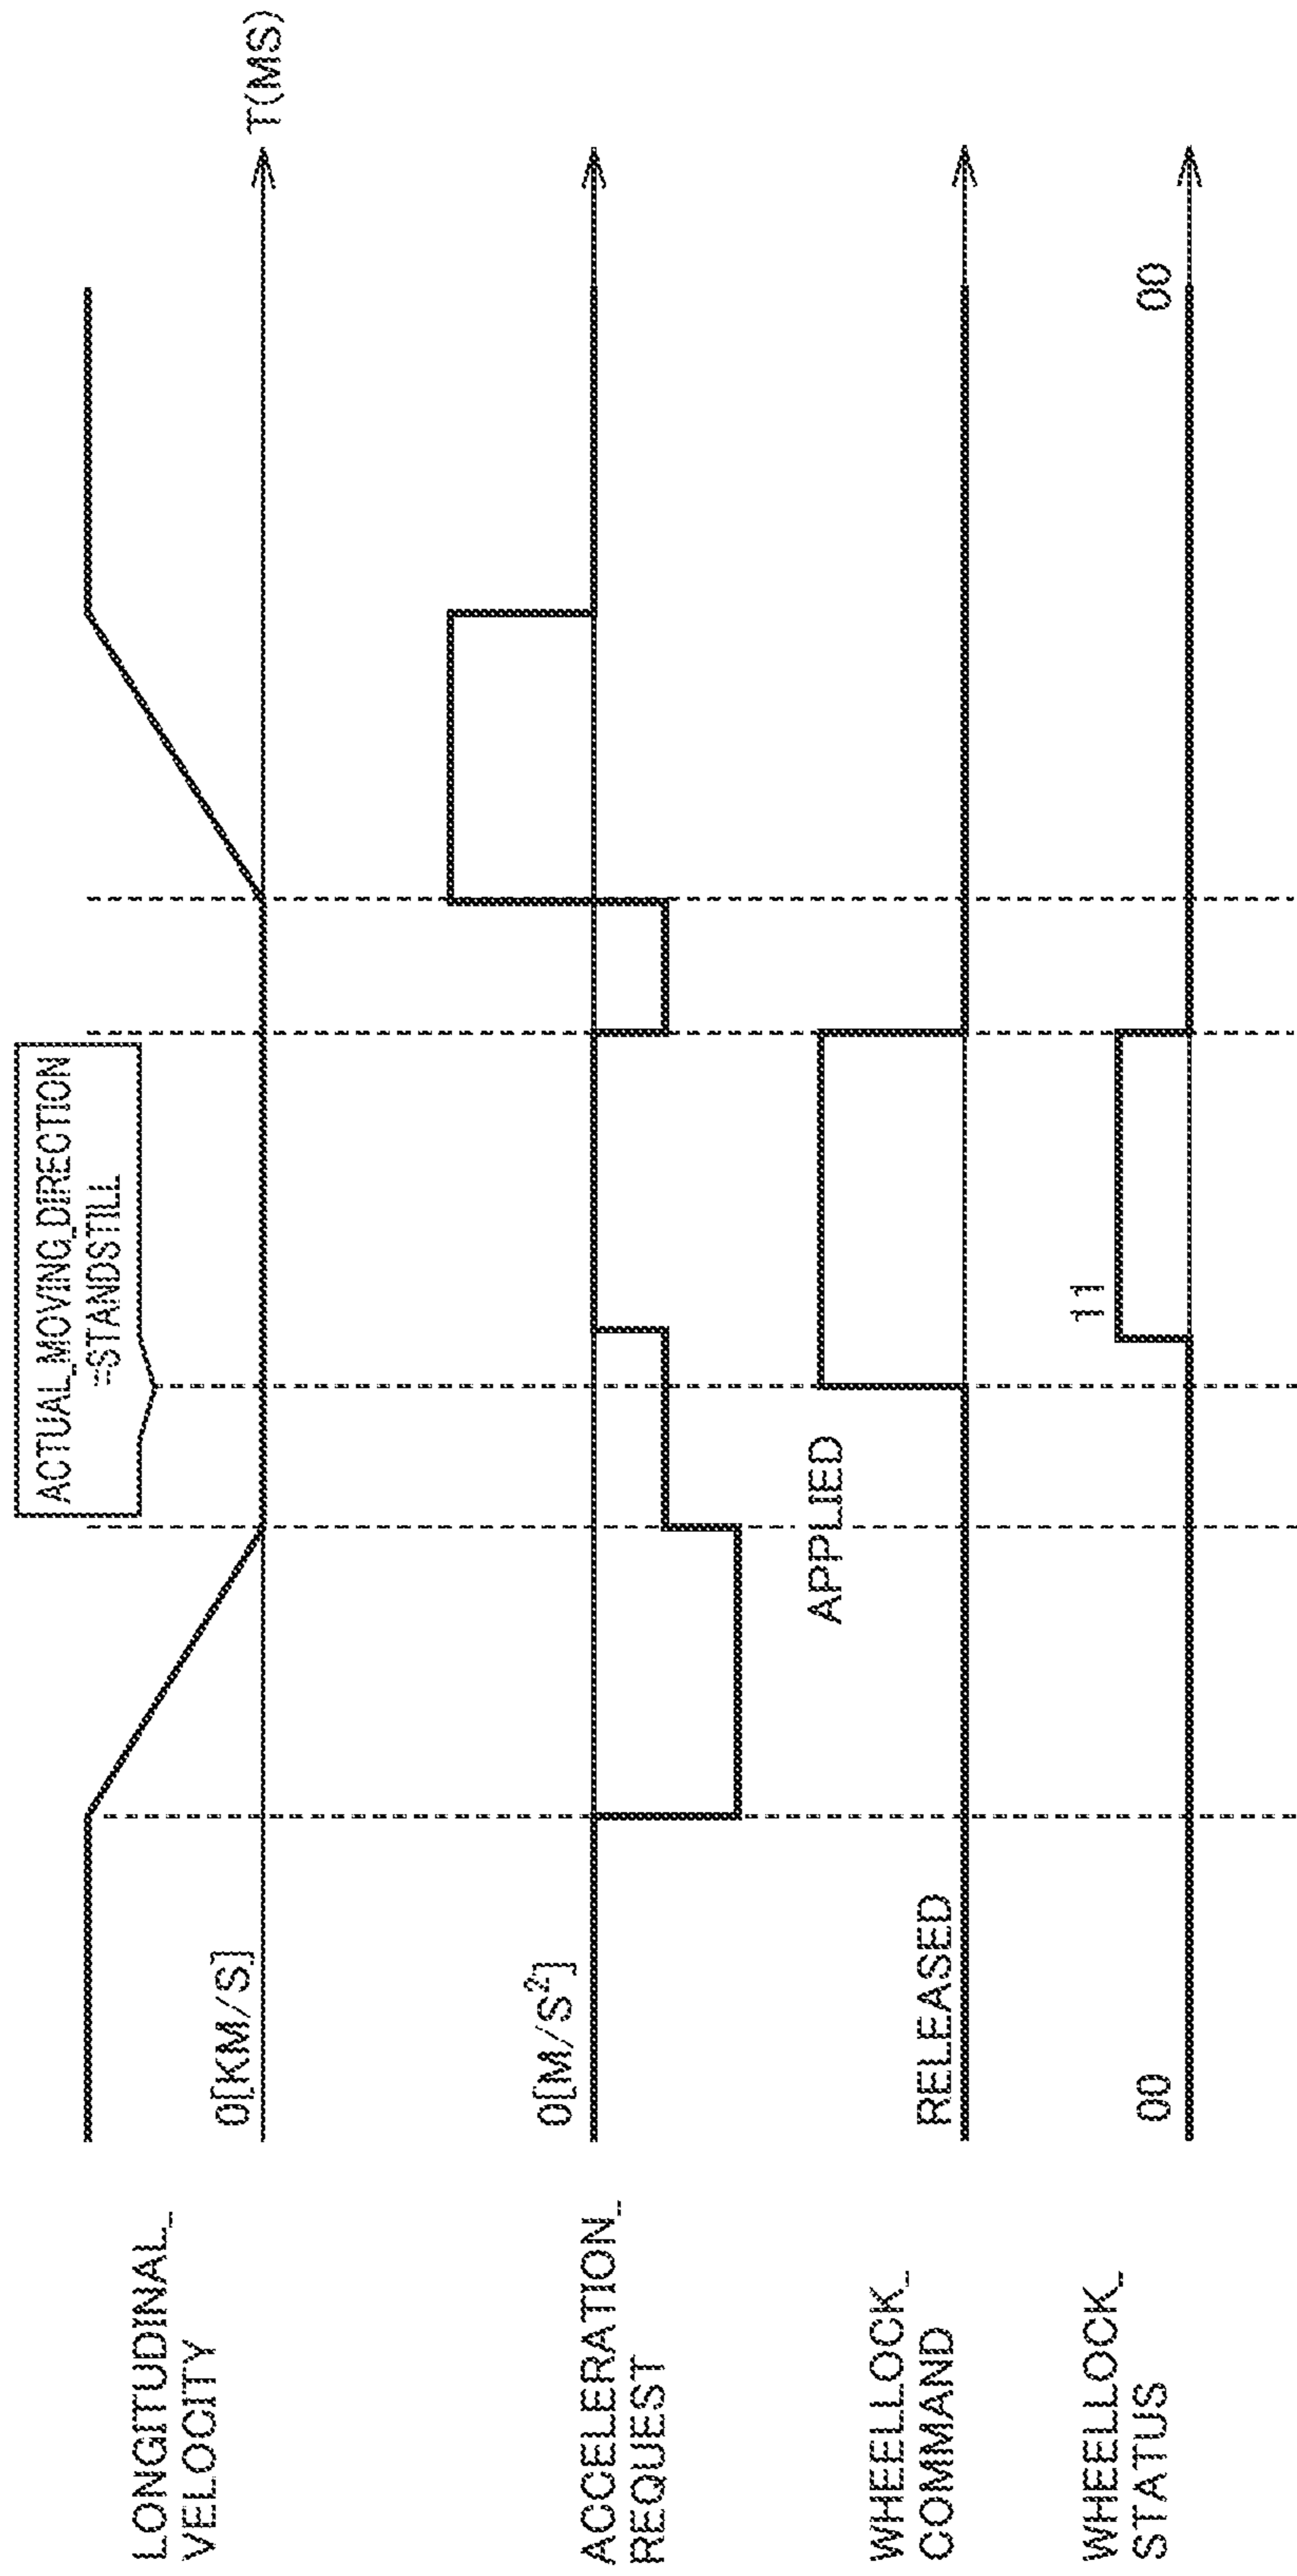 ACTUAL_MOVING_DIRECTION
=STANDSTILL
LONGITUDINAL_
VELOCITY
0[KM/S]
T(MS)
ACCELERATION_
REQUEST
0[M/S²]
WHEELLOCK_
COMMAND
RELEASED
APPLIED
WHEELLOCK_
STATUS
00
11
00